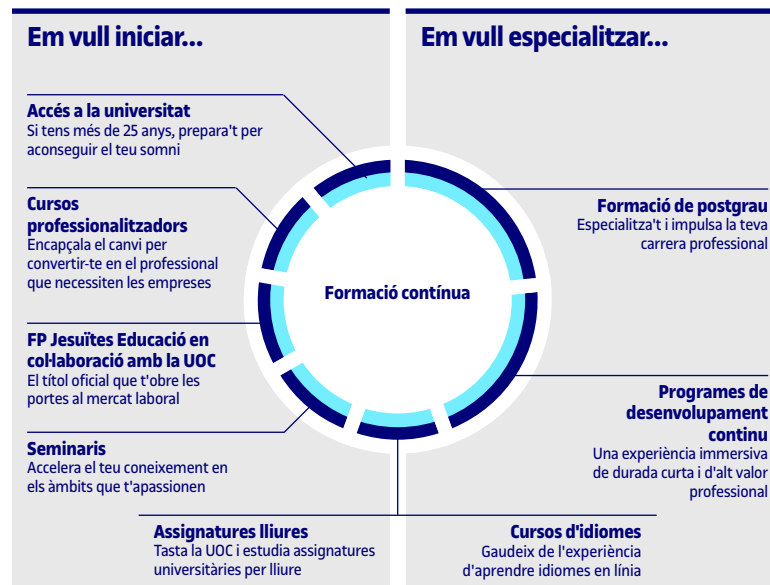 Em vull iniciar...
Accés a la universitat
Si tens més de 25 anys, prepara't per
aconseguir el teu somni
Cursos
professionalitzadors
Encapçala el canvi per
convertir-te en el professional
que necessiten les empreses
FP Jesuïtes Educació en
col·laboració amb la UOC
El títol oficial que t'obre les
portes al mercat laboral
Seminaris
Accelera el teu coneixement en
els àmbits que t'apassionen
Assignatures lliures
Tasta la UOC i estudia assignatures
universitàries per lliure
Formació contínua
Em vull especialitzar...
Formació de postgrau
Especialitza't i impulsa la teva
carrera professional
Programes de
desenvolupament
continu
Una experiència immersiva
de durada curta i d'alt valor
professional
Cursos d'idiomes
Gaudeix de l'experiència
d'aprendre idiomes en línia